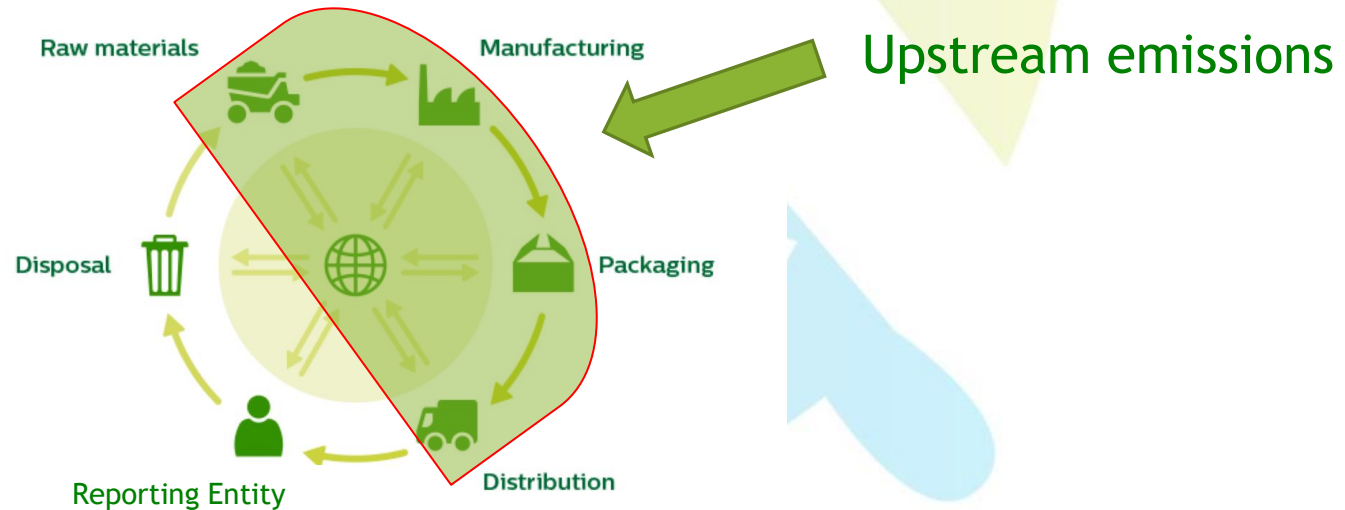 Raw materials
Manufacturing
Upstream emissions
Disposal
Packaging
Reporting Entity
Distribution